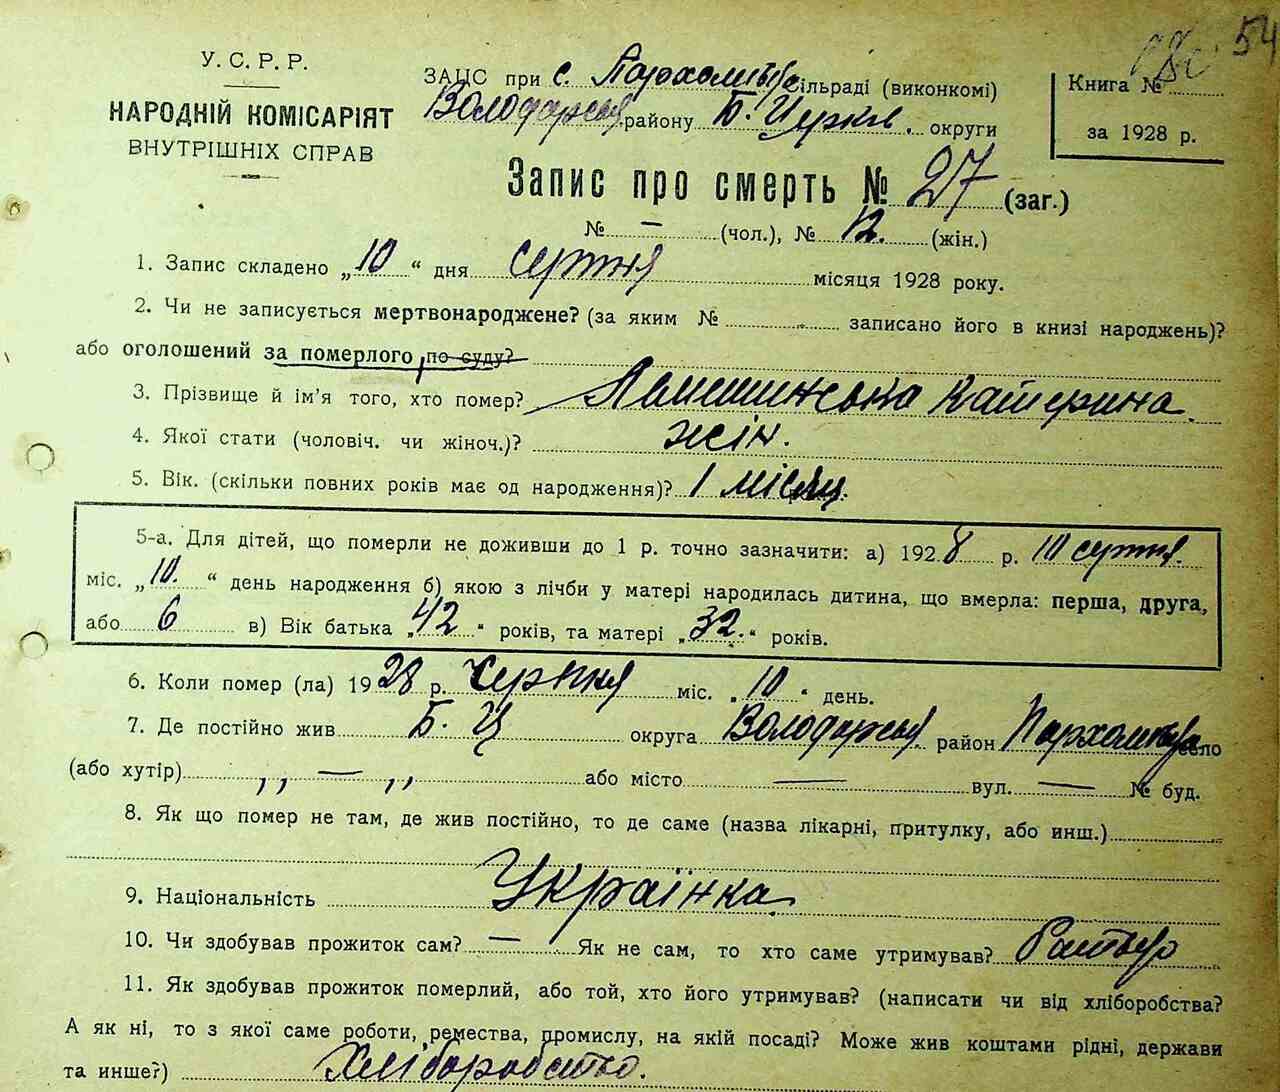 54
У. С. Р. Р.
НАРОДНІЙ КОМІСАРІЯТ
ВНУТРІШНІХ СПРАВ
ЗАЦС при с. Пархомівка сільраді (виконкомі)
Володарськ району Б. Церків. округи
Книга №
за 1928 р.
Запис про смерть № 27 (заг.)
№ — (чол.), № 12. (жін.)
1. Запис складено „10“ дня серпня місяця 1928 року.
2. Чи не записується мертвонароджене? (за яким № записано його в книзі народжень)?
або оголошений за померлого, по суду?
3. Прізвище й ім'я того, хто помер? Катерина
4. Якої стати (чоловіч. чи жіноч.)? жін.
5. Вік. (скільки повних років має од народження)? 1 місяц.
5-а. Для дітей, що померли не доживши до 1 р. точно зазначити: а) 1928 р. 10 серпня.
міс. „10.“ день народження б) якою з лічби у матері народилась дитина, що вмерла: перша, друга,
або 6 в) Вік батька „42“ років, та матері „32.“ років.
6. Коли помер (ла) 1928 р. Серпня міс. „10“ день.
7. Де постійно жив Б. Ц округа Володарськ район Пархомівка село
(або хутір) „ — „ або місто — вул. — № буд.
8. Як що помер не там, де жив постійно, то де саме (назва лікарні, притулку, або инш.)
9. Національність Українка
10. Чи здобував прожиток сам? — Як не сам, то хто саме утримував? Батько
11. Як здобував прожиток померлий, або той, хто його утримував? (написати чи від хліборобства?
А як ні, то з якої саме роботи, ремества, промислу, на якій посаді? Може жив коштами рідні, держави
та инше?) Хліборобство.